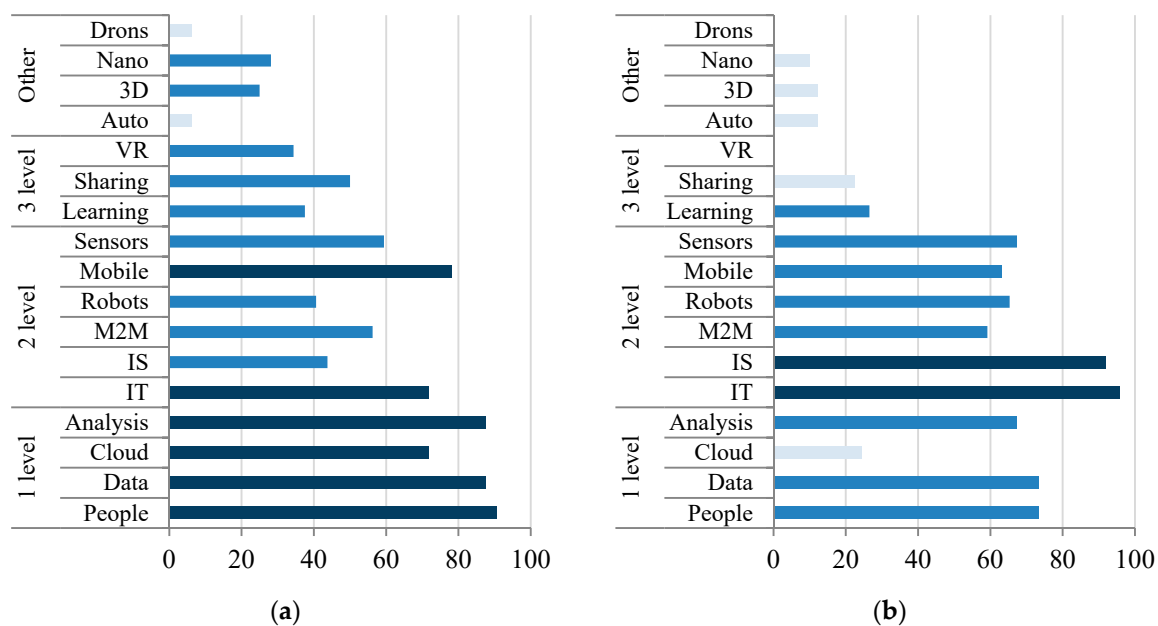 Other
Drons
Nano
3D
Auto
3 level
VR
Sharing
Learning
2 level
Sensors
Mobile
Robots
M2M
IS
IT
1 level
Analysis
Cloud
Data
People
0 20 40 60 80 100
(a)
Other
Drons
Nano
3D
Auto
3 level
VR
Sharing
Learning
2 level
Sensors
Mobile
Robots
M2M
IS
IT
1 level
Analysis
Cloud
Data
People
0 20 40 60 80 100
(b)